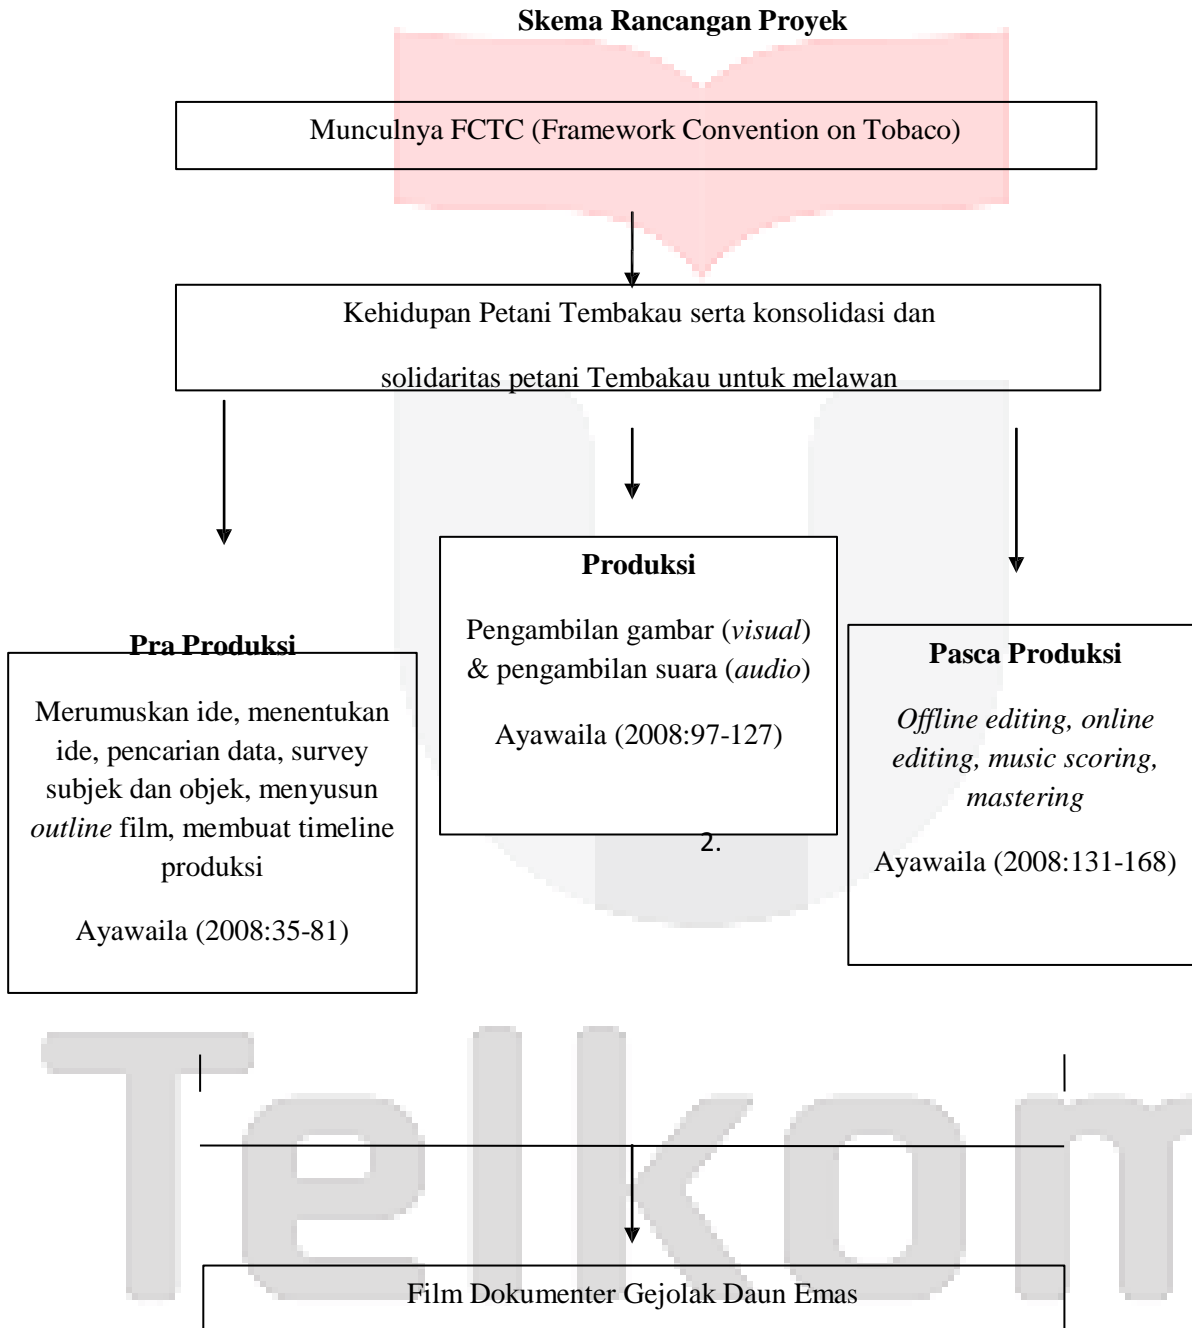 Skema Rancangan Proyek
Munculnya FCTC (Framework Convention on Tobaco)
Kehidupan Petani Tembakau serta konsolidasi dan
solidaritas petani Tembakau untuk melawan
Pra Produksi
Merumuskan ide, menentukan
ide, pencarian data, survey
subjek dan objek, menyusun
outline film, membuat timeline
produksi
Ayawaila (2008:35-81)
Produksi
Pengambilan gambar (visual)
& pengambilan suara (audio)
Ayawaila (2008:97-127)
2.
Pasca Produksi
Offline editing, online
editing, music scoring,
mastering
Ayawaila (2008:131-168)
Film Dokumenter Gejolak Daun Emas
Telkom